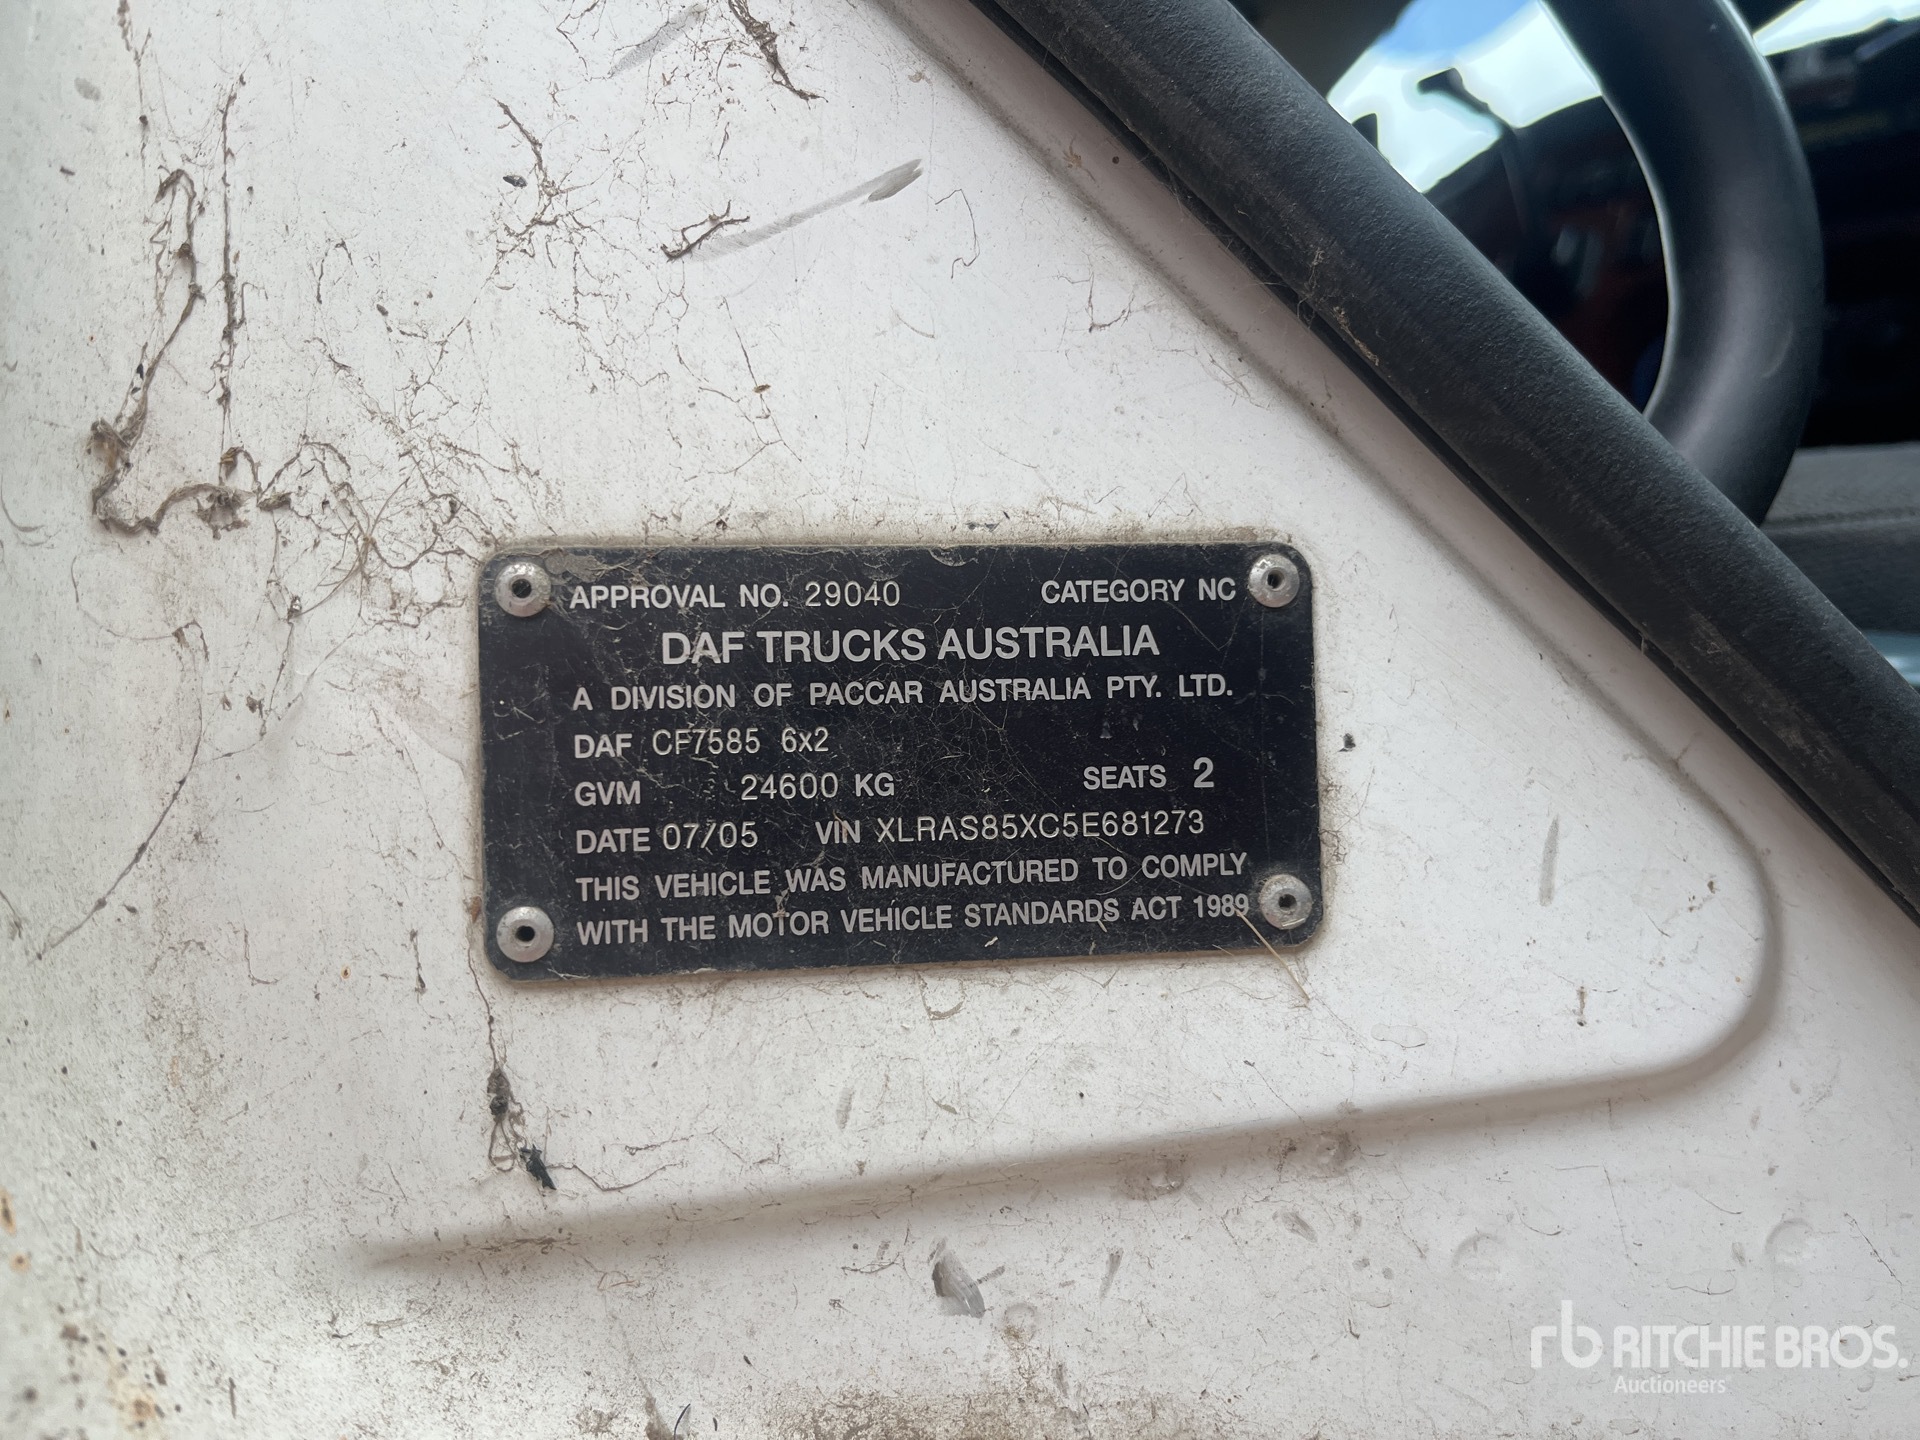 APPROVAL NO. 29040 CATEGORY NC
DAF TRUCKS AUSTRALIA
A DIVISION OF PACCAR AUSTRALIA PTY. LTD.
DAF CF7585 6x2
GVM 24600 KG SEATS 2
DATE 07/05 VIN XLRAS85XC5E681273
THIS VEHICLE WAS MANUFACTURED TO COMPLY
WITH THE MOTOR VEHICLE STANDARDS ACT 1989
rb RITCHIE BROS.
Auctioneers